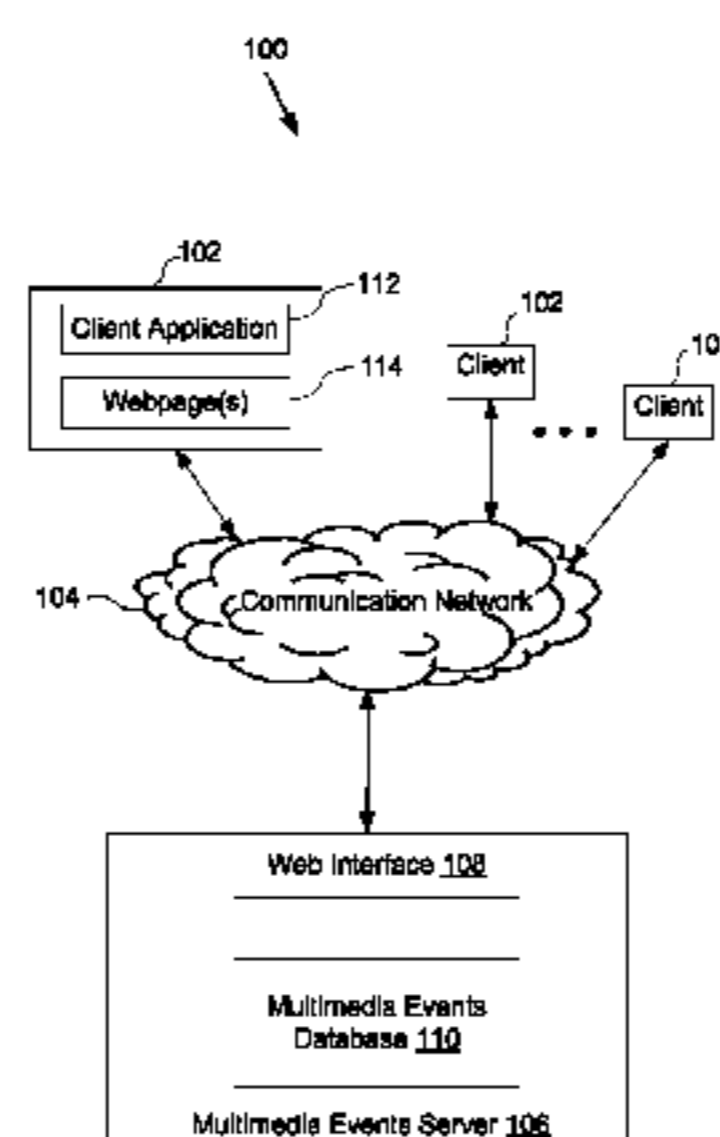 100
102
112
Client Application
114
Webpage(s)
102
Client
10
Client
104
Communication Network
Web Interface 108
Multimedia Events
Database 110
Multimedia Events Server 106